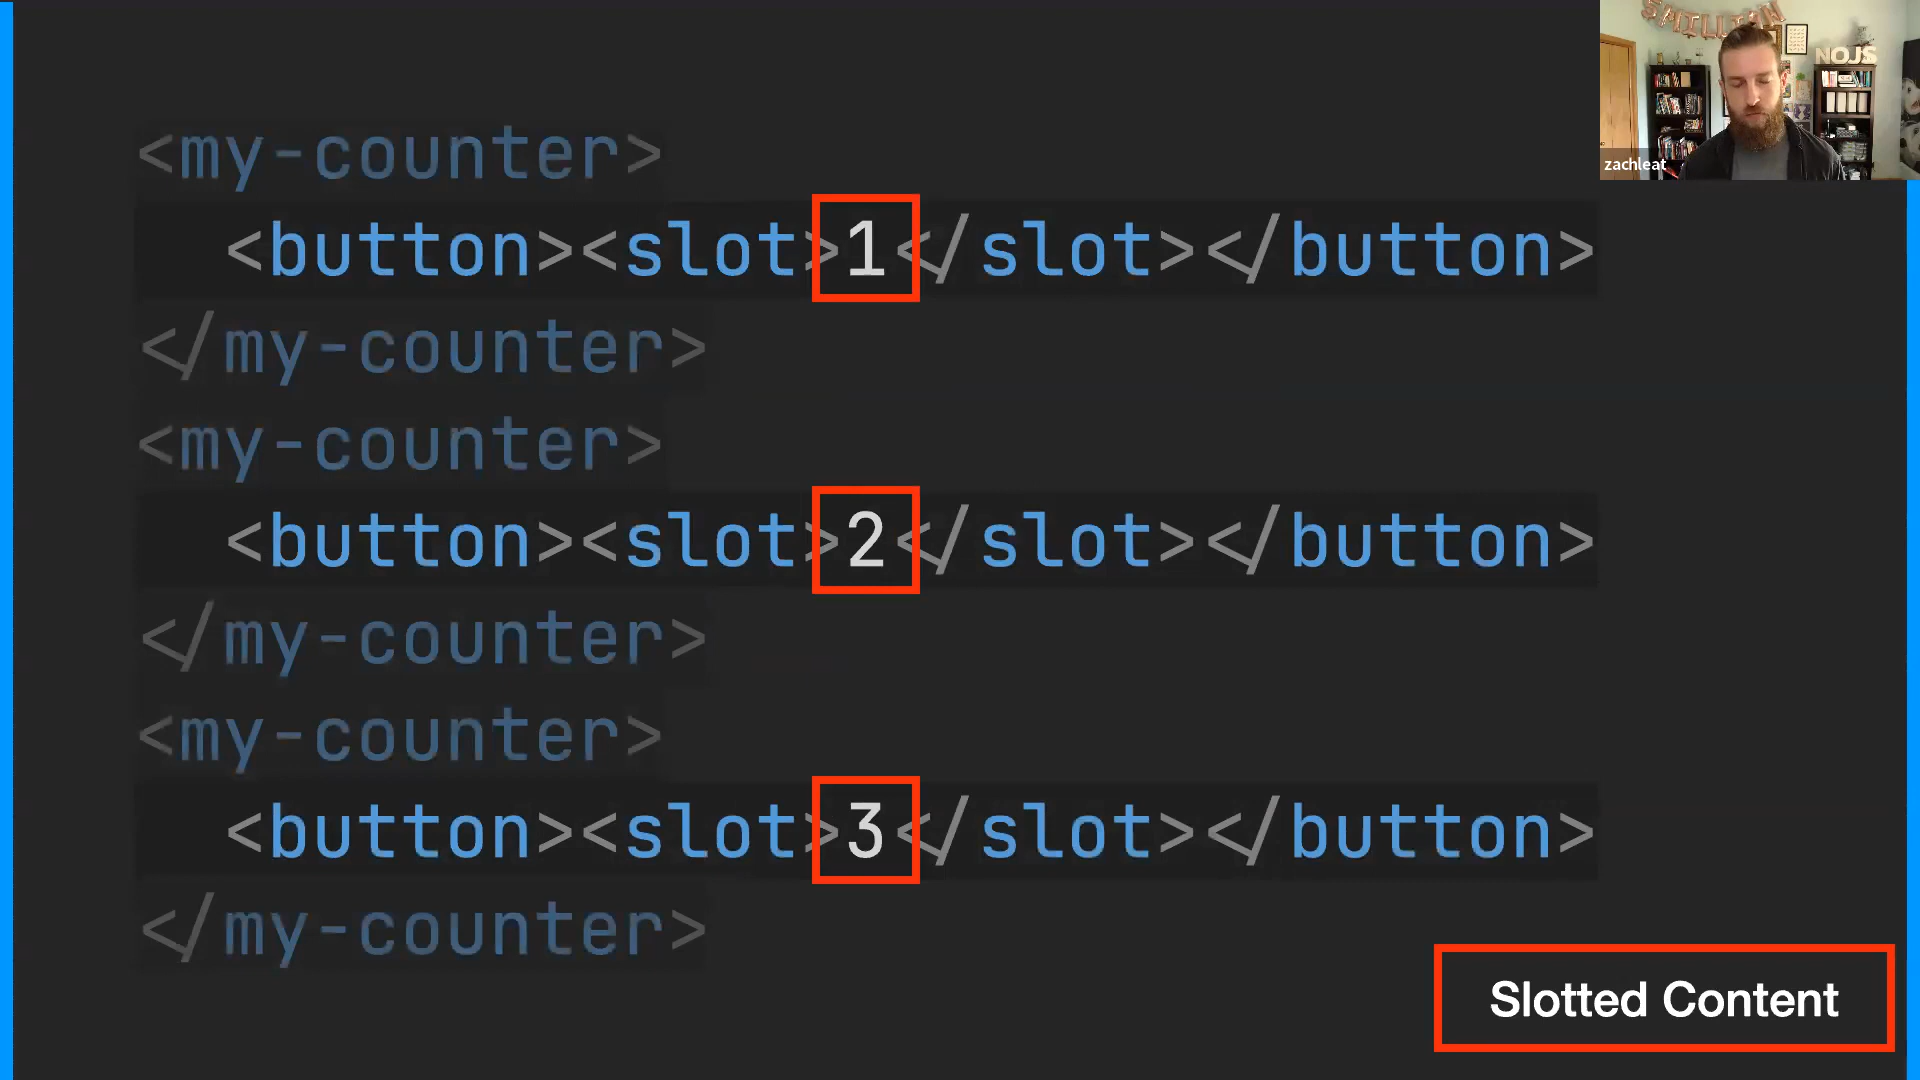 SMILLIAN
NOJS
zachleat
<my-counter>
<button><slot>1</slot></button>
</my-counter>
<my-counter>
<button><slot>2</slot></button>
</my-counter>
<my-counter>
<button><slot>3</slot></button>
</my-counter>
Slotted Content